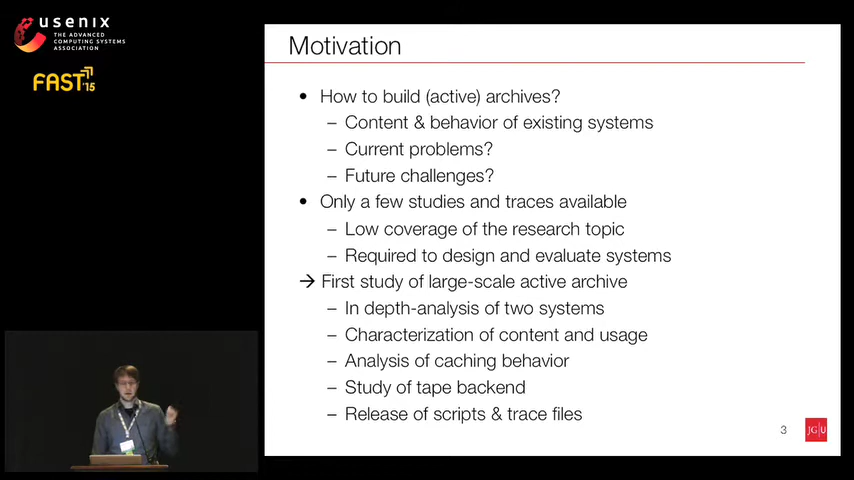 usenix
THE ADVANCED
COMPUTING SYSTEMS
ASSOCIATION
FAST '15
Motivation
• How to build (active) archives?
– Content & behavior of existing systems
– Current problems?
– Future challenges?
• Only a few studies and traces available
– Low coverage of the research topic
– Required to design and evaluate systems
→ First study of large-scale active archive
– In depth-analysis of two systems
– Characterization of content and usage
– Analysis of caching behavior
– Study of tape backend
– Release of scripts & trace files
3
JG|U